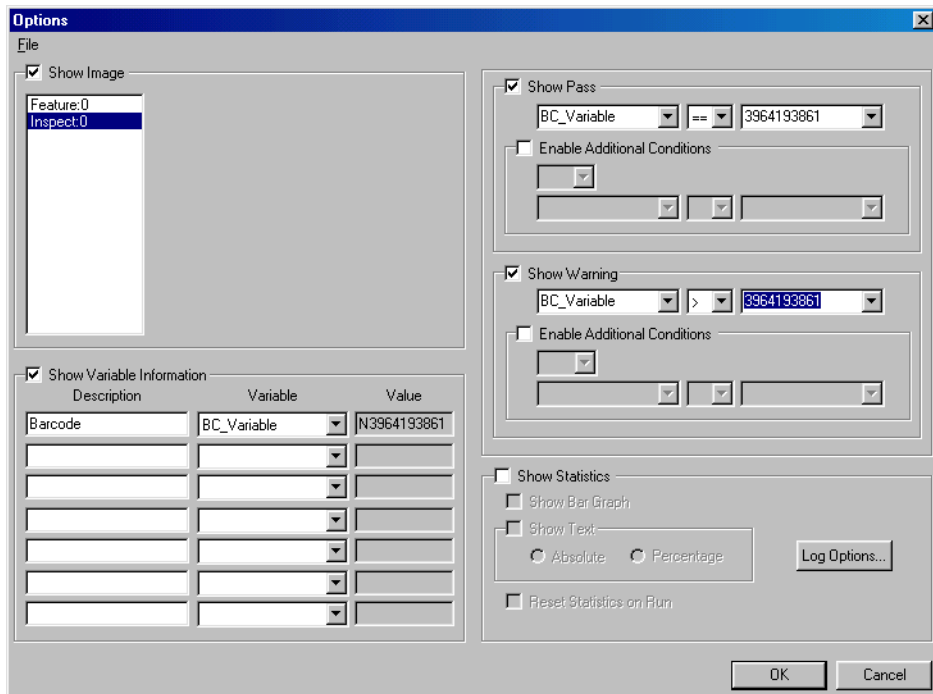 Options
File
Show Image
Feature:0
Inspect:0
Show Pass
BC_Variable == 3964193861
Enable Additional Conditions
Show Warning
BC_Variable > 3964193861
Enable Additional Conditions
Show Variable Information
Description Variable Value
Barcode BC_Variable N3964193861
Show Statistics
Show Bar Graph
Show Text
Absolute Percentage
Log Options...
Reset Statistics on Run
OK Cancel